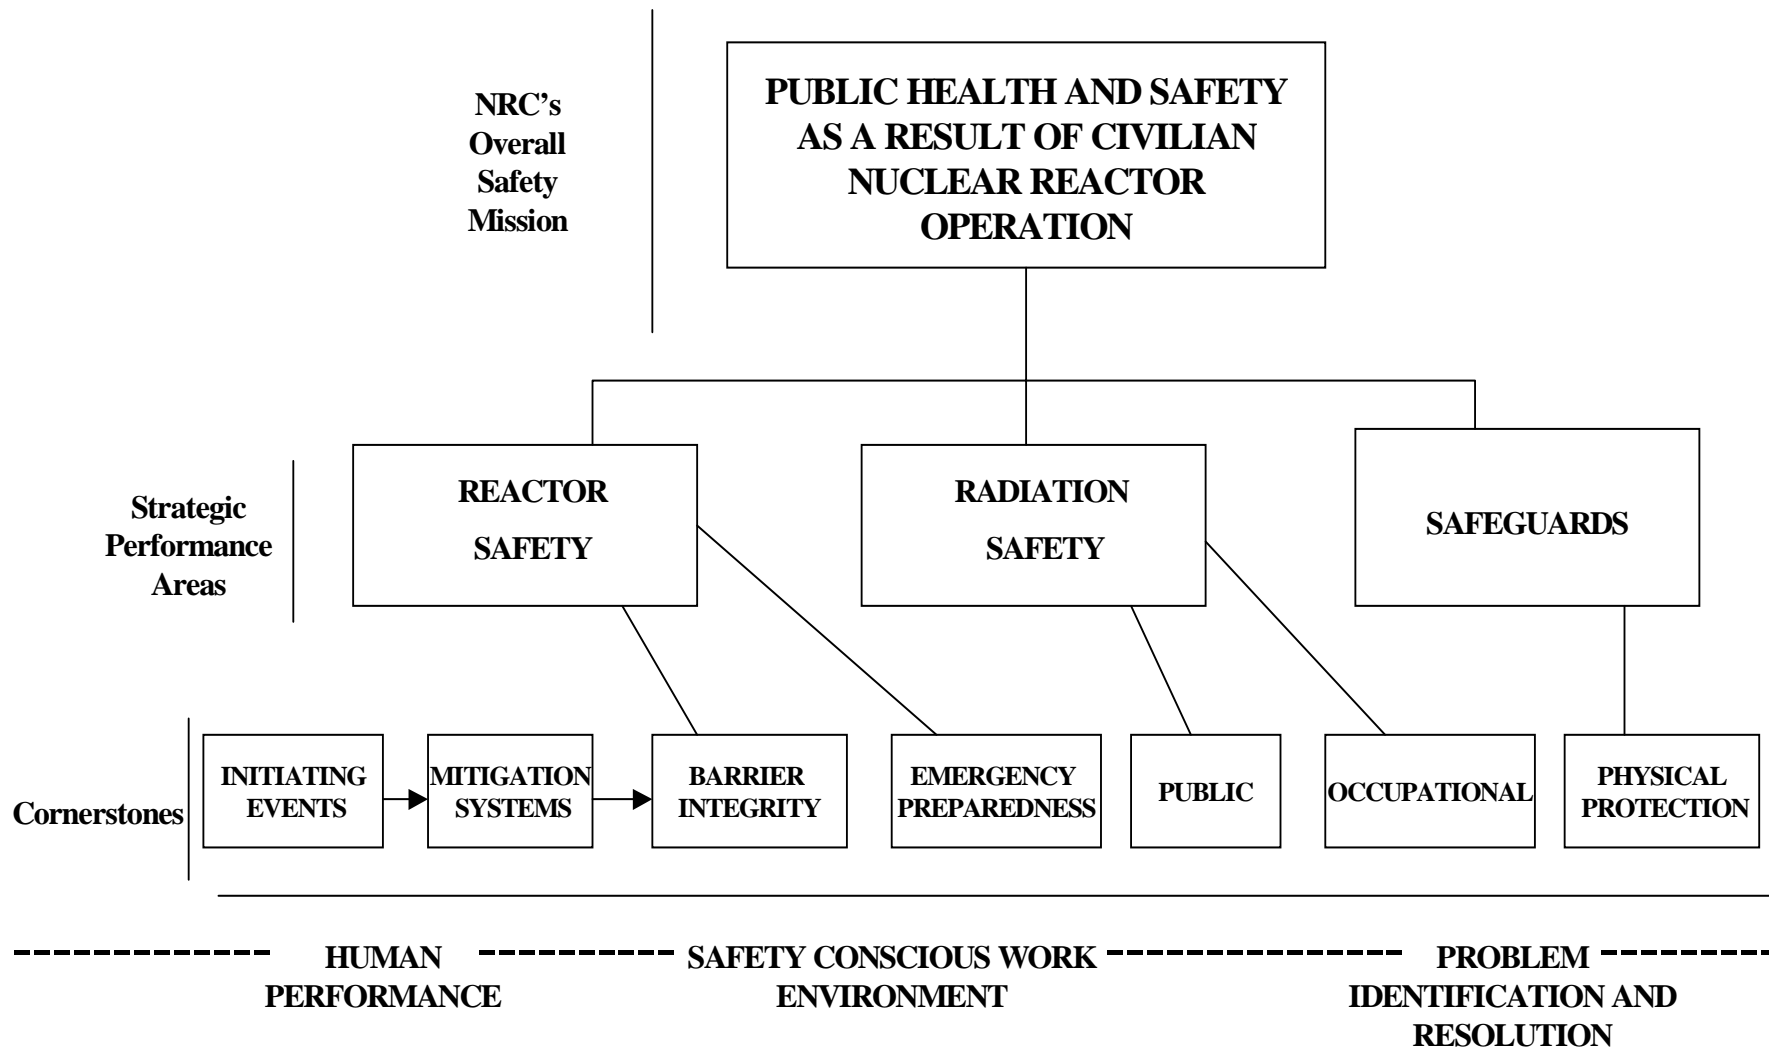 NRC's
Overall
Safety
Mission
PUBLIC HEALTH AND SAFETY
AS A RESULT OF CIVILIAN
NUCLEAR REACTOR
OPERATION
Strategic
Performance
Areas
REACTOR
SAFETY
RADIATION
SAFETY
SAFEGUARDS
Cornerstones
INITIATING
EVENTS
MITIGATION
SYSTEMS
BARRIER
INTEGRITY
EMERGENCY
PREPAREDNESS
PUBLIC
OCCUPATIONAL
PHYSICAL
PROTECTION
HUMAN
PERFORMANCE
SAFETY CONSCIOUS WORK
ENVIRONMENT
PROBLEM
IDENTIFICATION AND
RESOLUTION